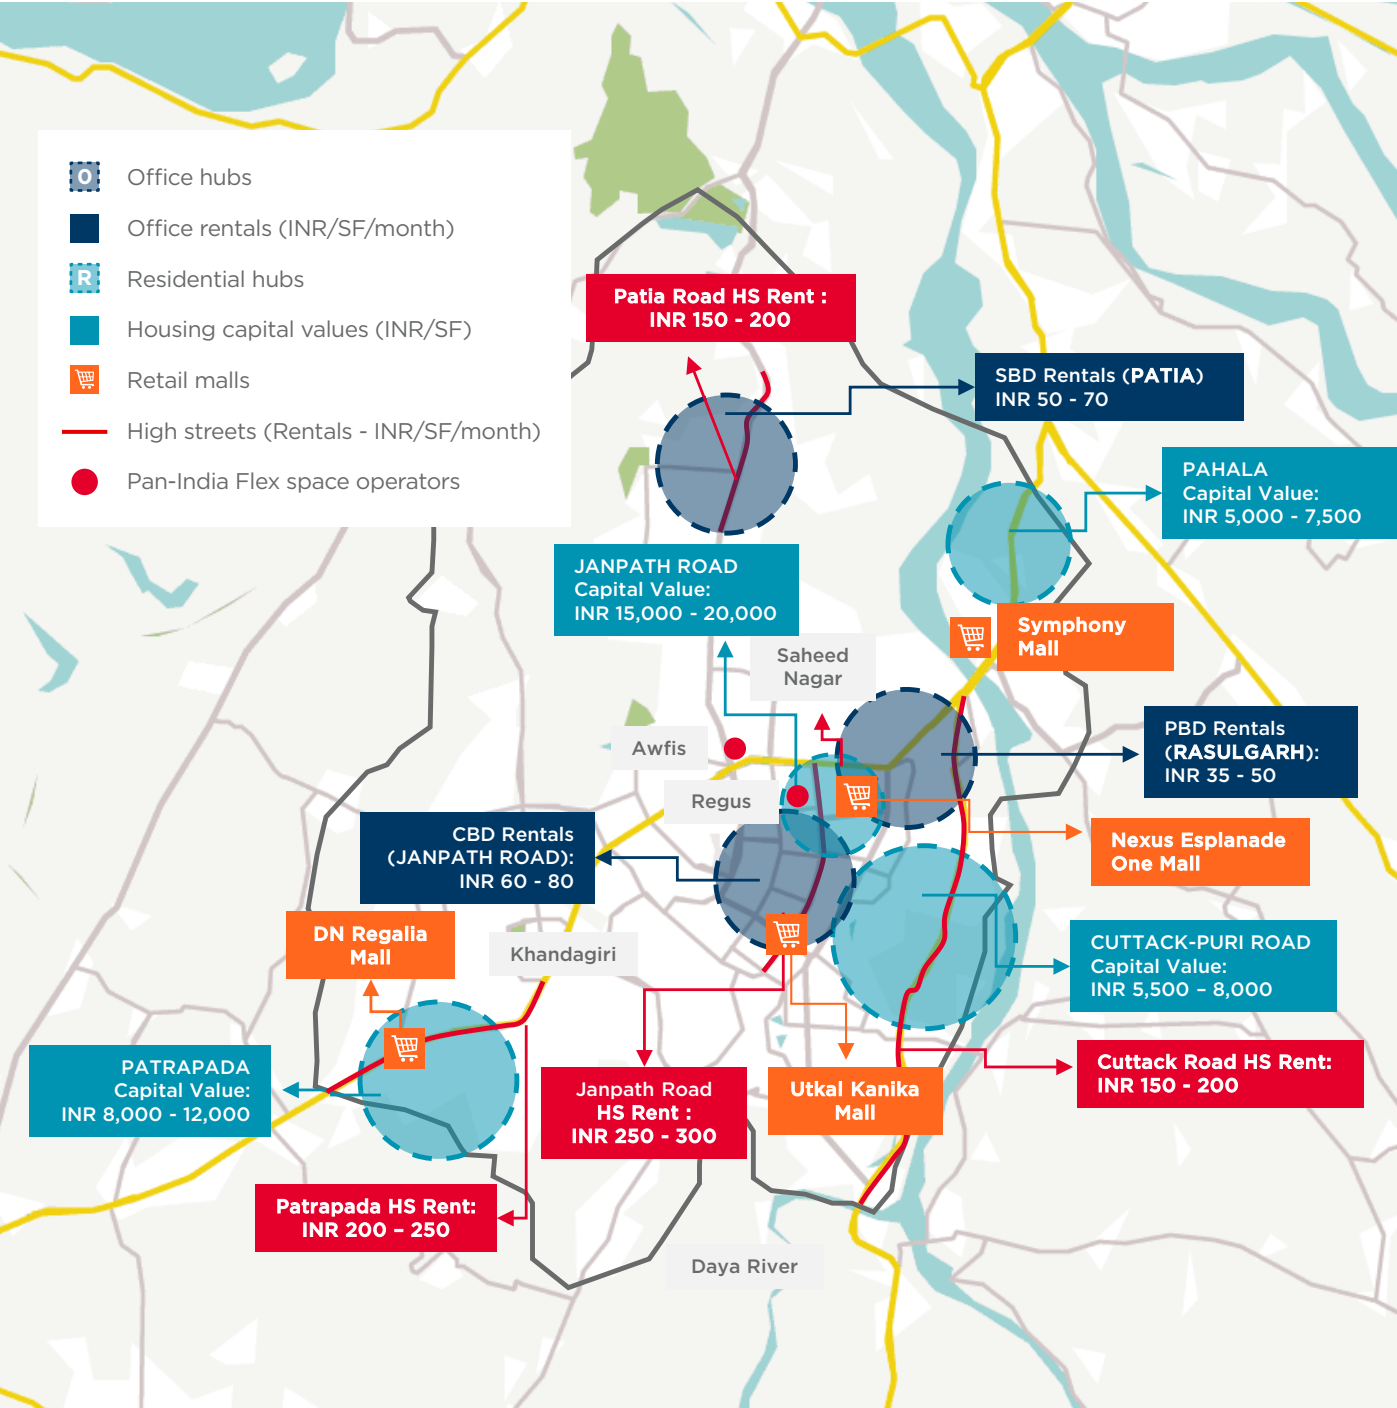 O
Office hubs
Office rentals (INR/SF/month)
R
Residential hubs
Housing capital values (INR/SF)
Retail malls
High streets (Rentals - INR/SF/month)
Pan-India Flex space operators
Patia Road HS Rent :
INR 150 - 200
SBD Rentals (PATIA)
INR 50 - 70
PAHALA
Capital Value:
INR 5,000 - 7,500
JANPATH ROAD
Capital Value:
INR 15,000 - 20,000
Symphony
Mall
Saheed
Nagar
Awfis
PBD Rentals
(RASULGARH):
INR 35 - 50
Regus
CBD Rentals
(JANPATH ROAD):
INR 60 - 80
Nexus Esplanade
One Mall
DN Regalia
Mall
Khandagiri
CUTTACK-PURI ROAD
Capital Value:
INR 5,500 – 8,000
PATRAPADA
Capital Value:
INR 8,000 - 12,000
Janpath Road
HS Rent :
INR 250 - 300
Utkal Kanika
Mall
Cuttack Road HS Rent:
INR 150 - 200
Patrapada HS Rent:
INR 200 – 250
Daya River